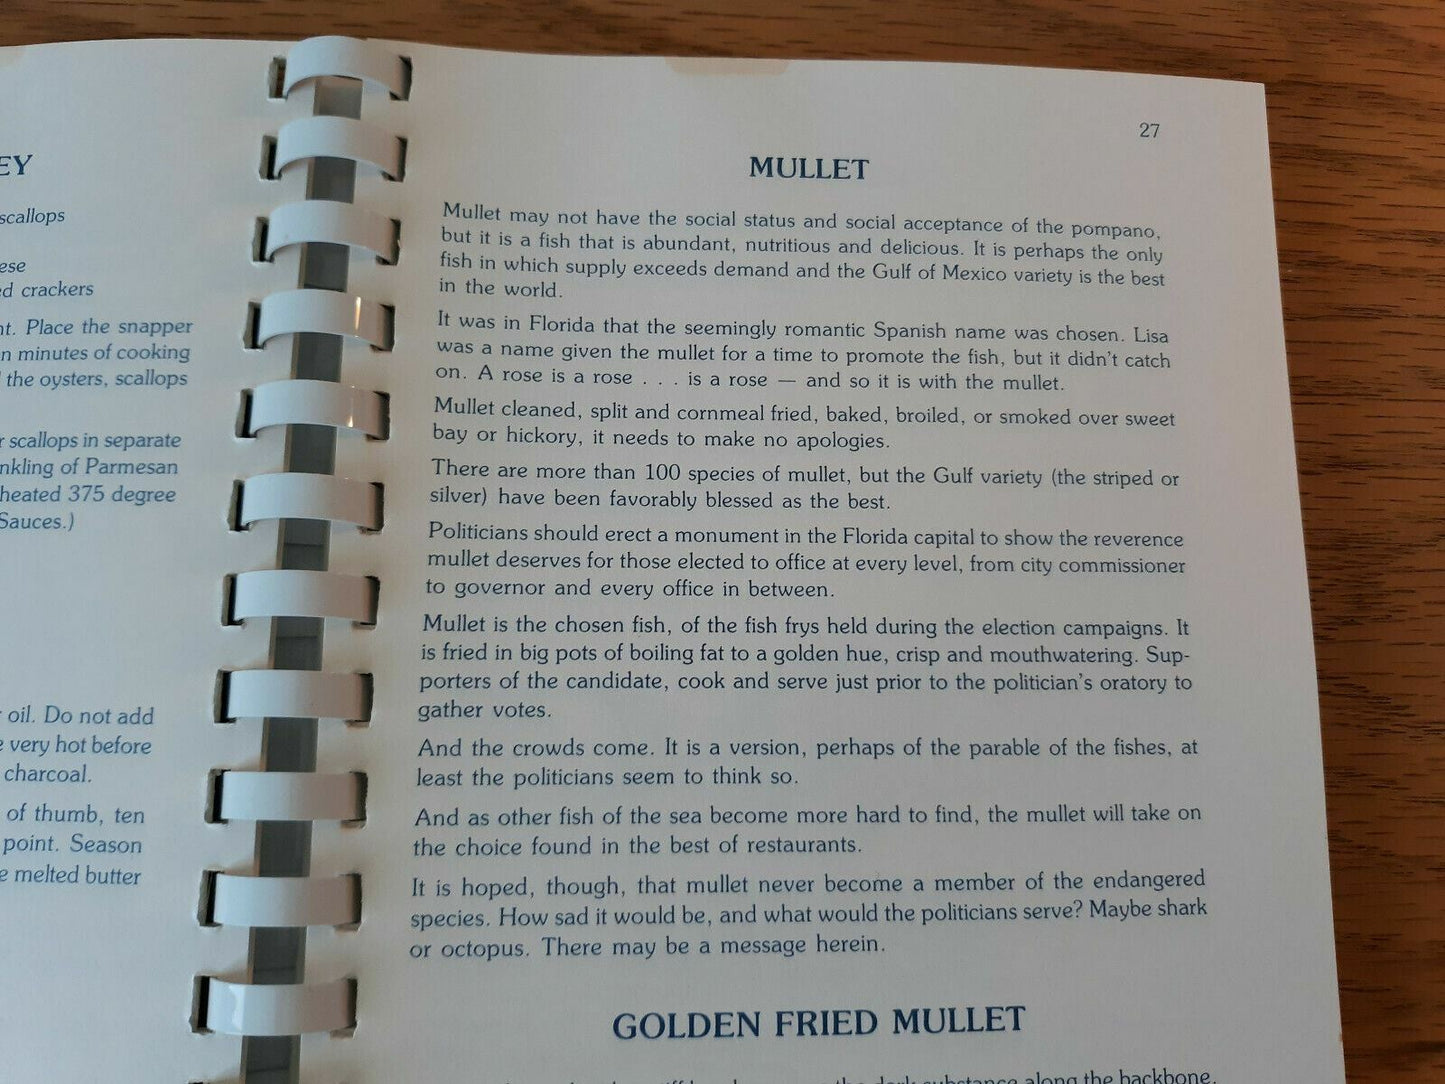 EY
scallops
ese
ed crackers
nt. Place the snapper
n minutes of cooking
the oysters, scallops
r scallops in separate
nkling of Parmesan
heated 375 degree
Sauces.)
oil. Do not add
e very hot before
charcoal.
of thumb, ten
point. Season
e melted butter
27
MULLET
Mullet may not have the social status and social acceptance of the pompano,
but it is a fish that is abundant, nutritious and delicious. It is perhaps the only
fish in which supply exceeds demand and the Gulf of Mexico variety is the best
in the world.
It was in Florida that the seemingly romantic Spanish name was chosen. Lisa
was a name given the mullet for a time to promote the fish, but it didn't catch
on. A rose is a rose . . . is a rose — and so it is with the mullet.
Mullet cleaned, split and cornmeal fried, baked, broiled, or smoked over sweet
bay or hickory, it needs to make no apologies.
There are more than 100 species of mullet, but the Gulf variety (the striped or
silver) have been favorably blessed as the best.
Politicians should erect a monument in the Florida capital to show the reverence
mullet deserves for those elected to office at every level, from city commissioner
to governor and every office in between.
Mullet is the chosen fish, of the fish frys held during the election campaigns. It
is fried in big pots of boiling fat to a golden hue, crisp and mouthwatering. Sup-
porters of the candidate, cook and serve just prior to the politician's oratory to
gather votes.
And the crowds come. It is a version, perhaps of the parable of the fishes, at
least the politicians seem to think so.
And as other fish of the sea become more hard to find, the mullet will take on
the choice found in the best of restaurants.
It is hoped, though, that mullet never become a member of the endangered
species. How sad it would be, and what would the politicians serve? Maybe shark
or octopus. There may be a message herein.
GOLDEN FRIED MULLET
the dark substance along the backbone.